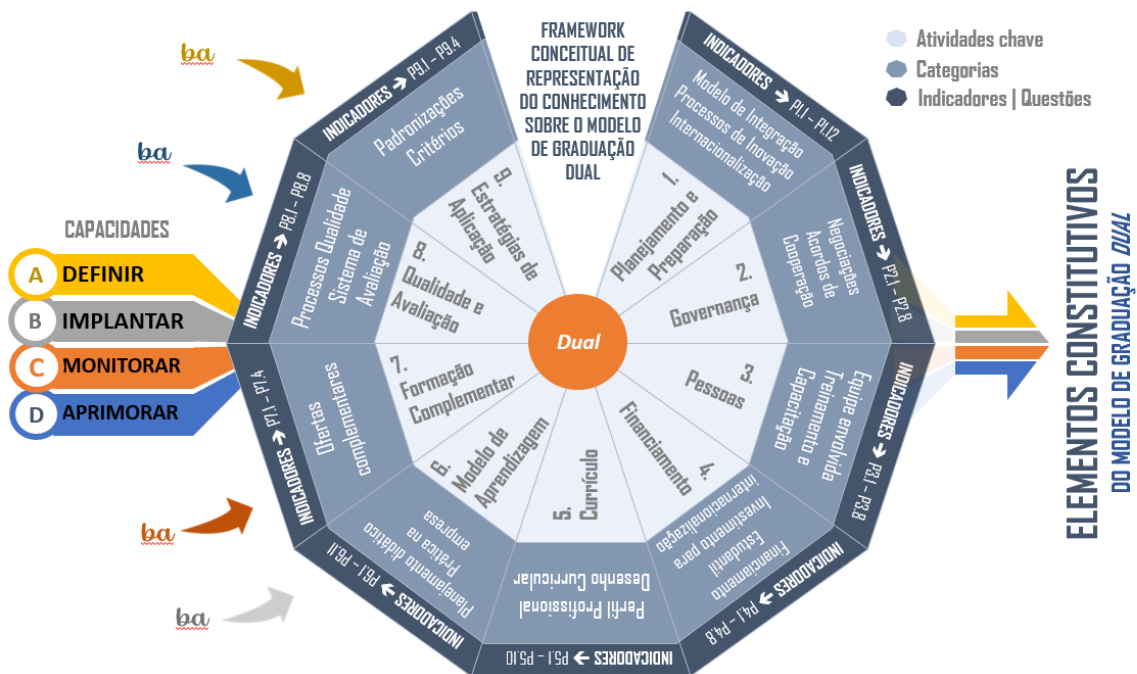 FRAMEWORK
CONCEITUAL DE
REPRESENTAÇÃO
DO CONHECIMENTO
SOBRE O MODELO
DE GRADUAÇÃO
DUAL
Atividades chave
Categorias
Indicadores | Questões
ba
ba
ba
ba
CAPACIDADES
A DEFINIR
B IMPLANTAR
C MONITORAR
D APRIMORAR
Dual
INDICADORES → P1.1 – P1.12
Modelo de Integração
Processos de Inovação
Internacionalização
1.
Planejamento e
Preparação
INDICADORES → P2.1 – P2.8
Negociações
Acordos de
Cooperação
2.
Governança
INDICADORES → P3.1 – P3.8
Equipe envolvida
Treinamento e
Capacitação
3.
Pessoas
INDICADORES → P4.1 – P4.8
Financiamento
Estudantil
Investimento para
internacionalização
4.
Financiamento
INDICADORES → P5.1 – P5.10
Perfil Profissional
Desenho Curricular
5.
Currículo
INDICADORES → P6.1 – P6.11
Planejamento didático
Prática na
empresa
6.
Modelo de
Aprendizagem
INDICADORES → P7.1 – P7.4
Ofertas
complementares
7.
Formação
Complementar
INDICADORES → P8.1 – P8.8
Processos Qualidade
Sistema de
Avaliação
8.
Qualidade e
Avaliação
INDICADORES → P9.1 – P9.4
Padronizações
Critérios
9.
Estratégias de
Aplicação
ELEMENTOS CONSTITUTIVOS
DO MODELO DE GRADUAÇÃO DUAL